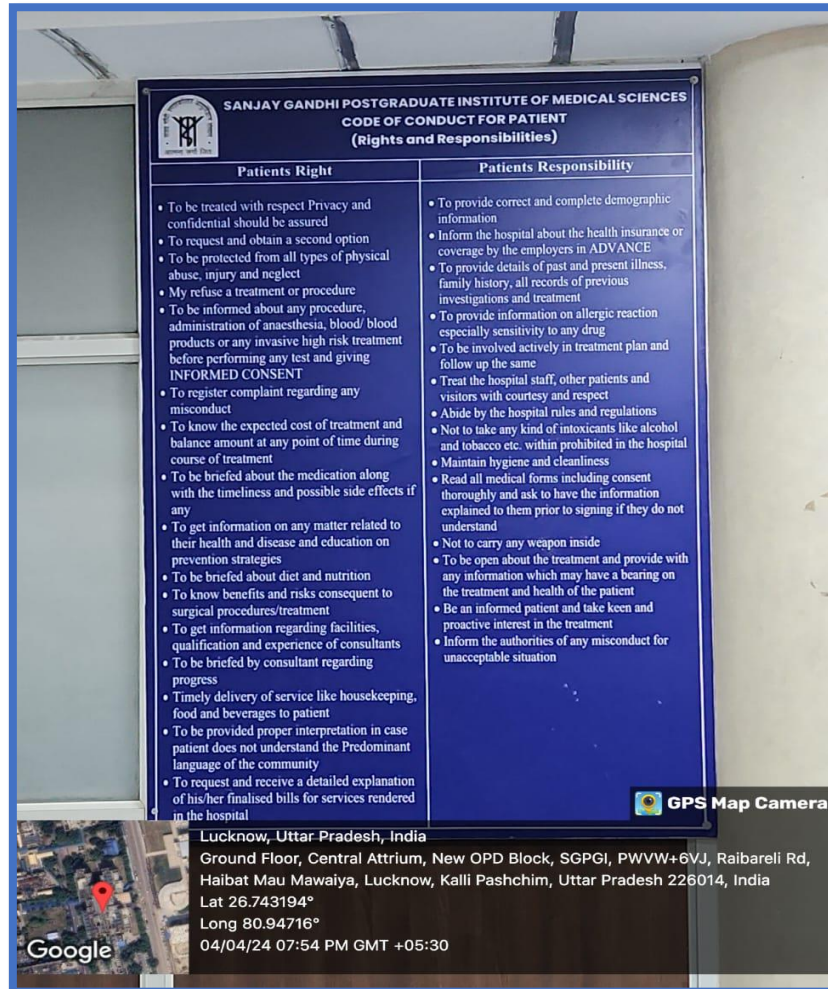 SANJAY GANDHI POSTGRADUATE INSTITUTE OF MEDICAL SCIENCES
CODE OF CONDUCT FOR PATIENT
(Rights and Responsibilities)
Patients Right
• To be treated with respect Privacy and
confidential should be assured
• To request and obtain a second option
• To be protected from all types of physical
abuse, injury and neglect
• My refuse a treatment or procedure
• To be informed about any procedure,
administration of anaesthesia, blood/ blood
products or any invasive high risk treatment
before performing any test and giving
INFORMED CONSENT
• To register complaint regarding any
misconduct
• To know the expected cost of treatment and
balance amount at any point of time during
course of treatment
• To be briefed about the medication along
with the timeliness and possible side effects if
any
• To get information on any matter related to
their health and disease and education on
prevention strategies
• To be briefed about diet and nutrition
• To know benefits and risks consequent to
surgical procedures/treatment
• To get information regarding facilities,
qualification and experience of consultants
• To be briefed by consultant regarding
progress
• Timely delivery of service like housekeeping,
food and beverages to patient
• To be provided proper interpretation in case
patient does not understand the Predominant
language of the community
• To request and receive a detailed explanation
of his/her finalised bills for services rendered
in the hospital
Patients Responsibility
• To provide correct and complete demographic
information
• Inform the hospital about the health insurance or
coverage by the employers in ADVANCE
• To provide details of past and present illness,
family history, all records of previous
investigations and treatment
• To provide information on allergic reaction
especially sensitivity to any drug
• To be involved actively in treatment plan and
follow up the same
• Treat the hospital staff, other patients and
visitors with courtesy and respect
• Abide by the hospital rules and regulations
• Not to take any kind of intoxicants like alcohol
and tobacco etc. within prohibited in the hospital
• Maintain hygiene and cleanliness
• Read all medical forms including consent
thoroughly and ask to have the information
explained to them prior to signing if they do not
understand
• Not to carry any weapon inside
• To be open about the treatment and provide with
any information which may have a bearing on
the treatment and health of the patient
• Be an informed patient and take keen and
proactive interest in the treatment
• Inform the authorities of any misconduct for
unacceptable situation
GPS Map Camera
Lucknow, Uttar Pradesh, India
Ground Floor, Central Attrium, New OPD Block, SGPGI, PWVW+6VJ, Raibareli Rd,
Haibat Mau Mawaiya, Lucknow, Kalli Pashchim, Uttar Pradesh 226014, India
Lat 26.743194°
Long 80.94716°
04/04/24 07:54 PM GMT +05:30
Google